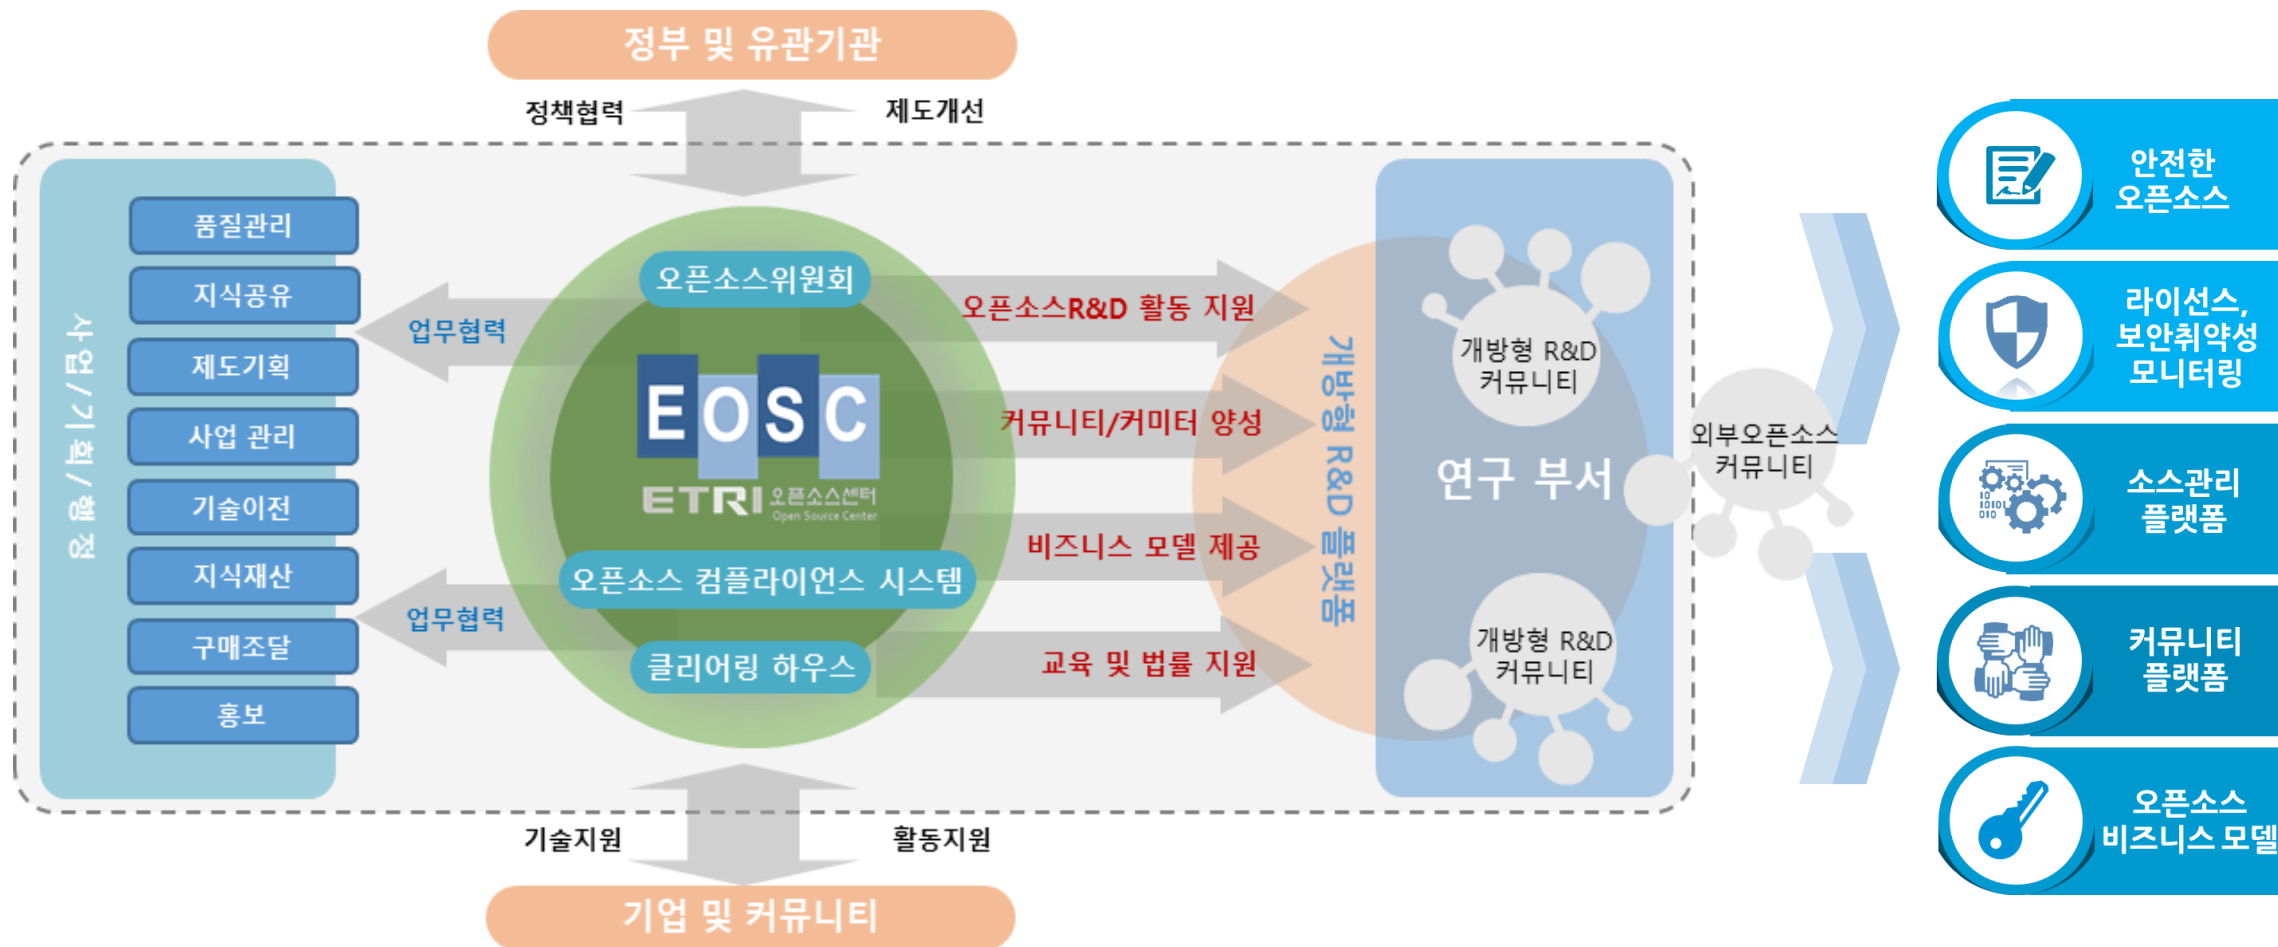 정부 및 유관기관
정책협력
제도개선
사업/기획/행정
품질관리
지식공유
제도기획
사업 관리
기술이전
지식재산
구매조달
홍보
업무협력
업무협력
오픈소스위원회
EOSC
ETRI 오픈소스센터
Open Source Center
오픈소스 컴플라이언스 시스템
클리어링 하우스
오픈소스R&D 활동 지원
커뮤니티/커미터 양성
비즈니스 모델 제공
교육 및 법률 지원
개방형 R&D 플랫폼
개방형 R&D
커뮤니티
연구 부서
개방형 R&D
커뮤니티
외부오픈소스
커뮤니티
기술지원
활동지원
기업 및 커뮤니티
안전한
오픈소스
라이선스,
보안취약성
모니터링
소스관리
플랫폼
커뮤니티
플랫폼
오픈소스
비즈니스 모델